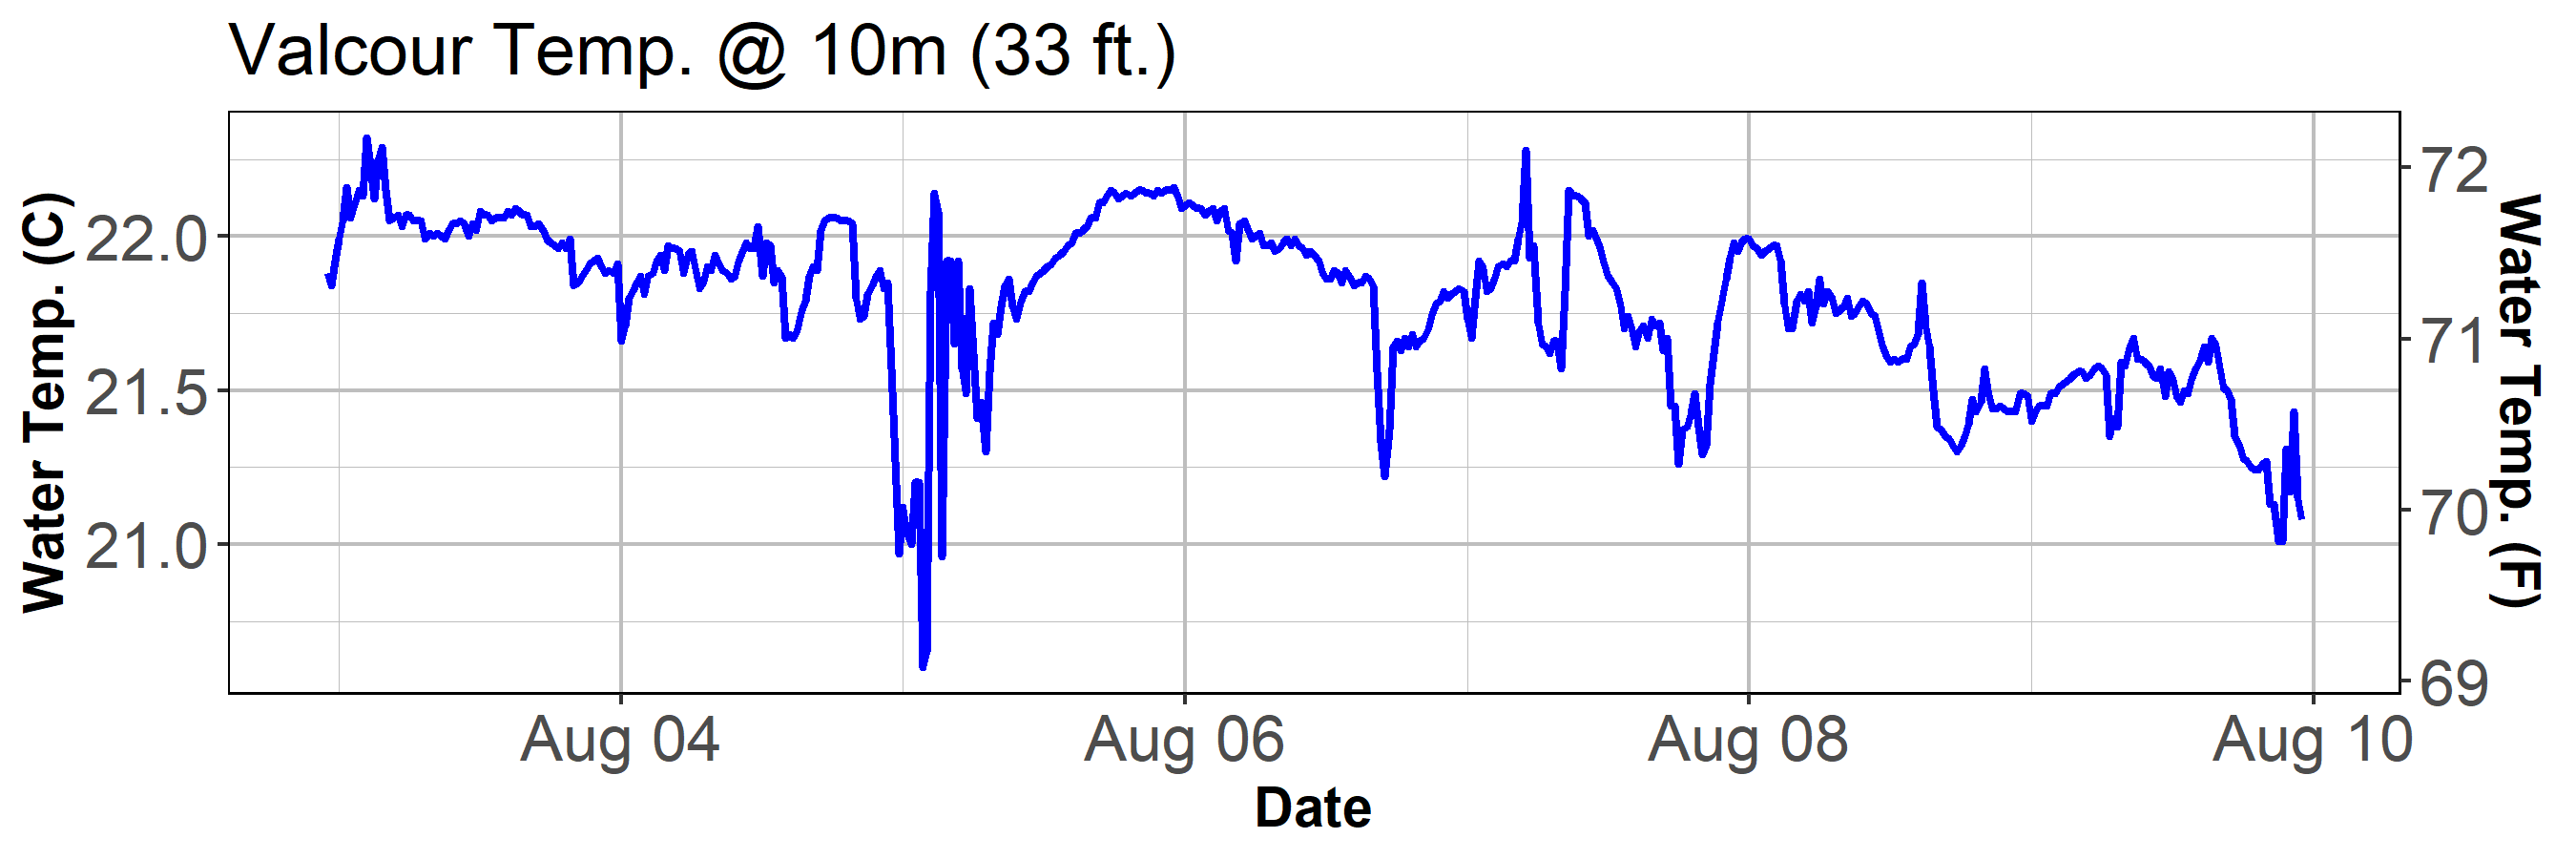 Valcour Temp. @ 10m (33 ft.)
Water Temp. (C)
22.0
21.5
21.0
72
71
70
69
Water Temp. (F)
Aug 04
Aug 06
Aug 08
Aug 10
Date